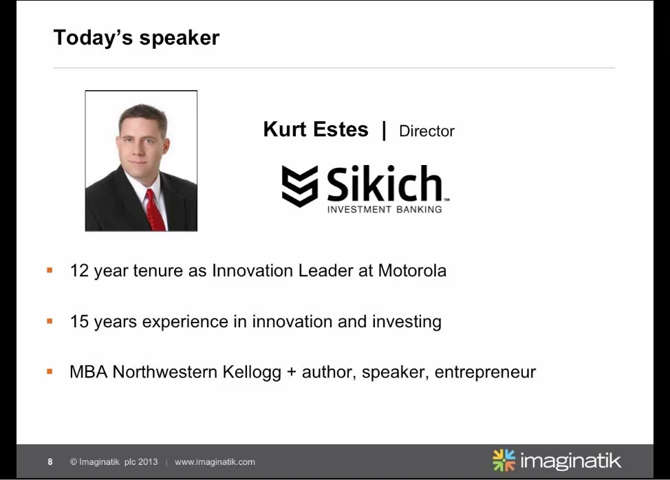 Today's speaker
Kurt Estes | Director
Sikich™
INVESTMENT BANKING
▪ 12 year tenure as Innovation Leader at Motorola
▪ 15 years experience in innovation and investing
▪ MBA Northwestern Kellogg + author, speaker, entrepreneur
8 © Imaginatik plc 2013 | www.imaginatik.com imaginatik